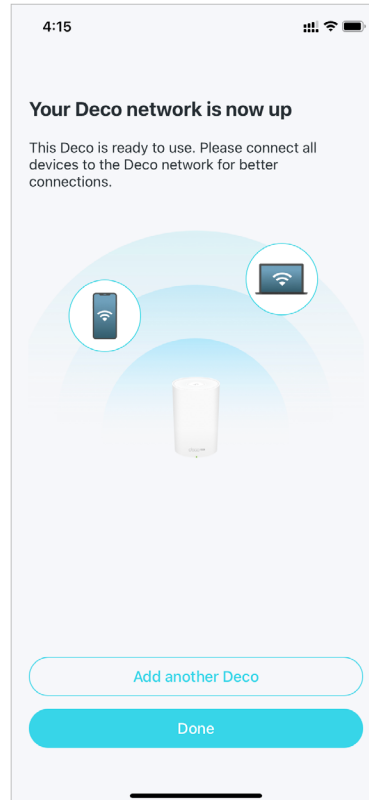 4:15
Your Deco network is now up
This Deco is ready to use. Please connect all
devices to the Deco network for better
connections.
Add another Deco
Done